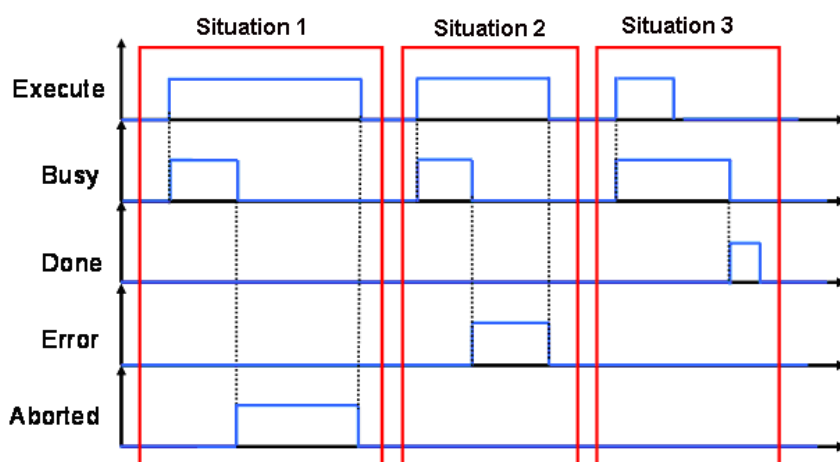 Situation 1
Situation 2
Situation 3
Execute
Busy
Done
Error
Aborted